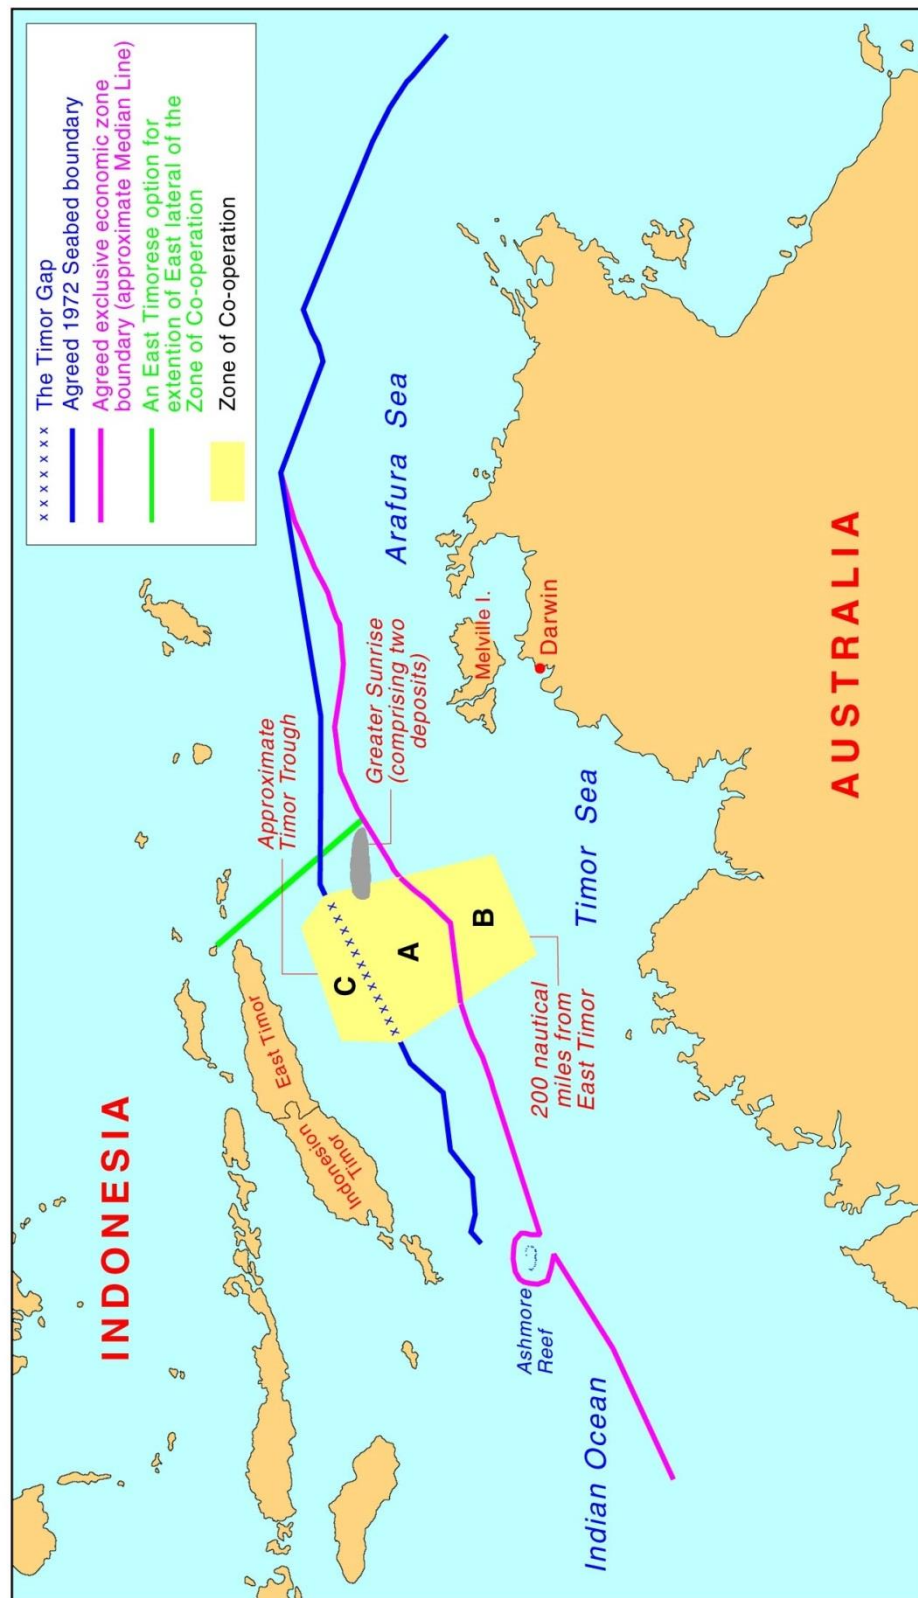 The Timor Gap
Agreed 1972 Seabed boundary
Agreed exclusive economic zone
boundary (approximate Median Line)
An East Timorese option for
extention of East lateral of the
Zone of Co-operation
Zone of Co-operation
INDONESIA
Approximate
Timor Trough
East Timor
Indonesion
Timor
C
A
B
Greater Sunrise
(comprising two
deposits)
Arafura Sea
200 nautical
miles from
East Timor
Melville I.
Darwin
Timor Sea
Ashmore
Reef
Indian Ocean
AUSTRALIA